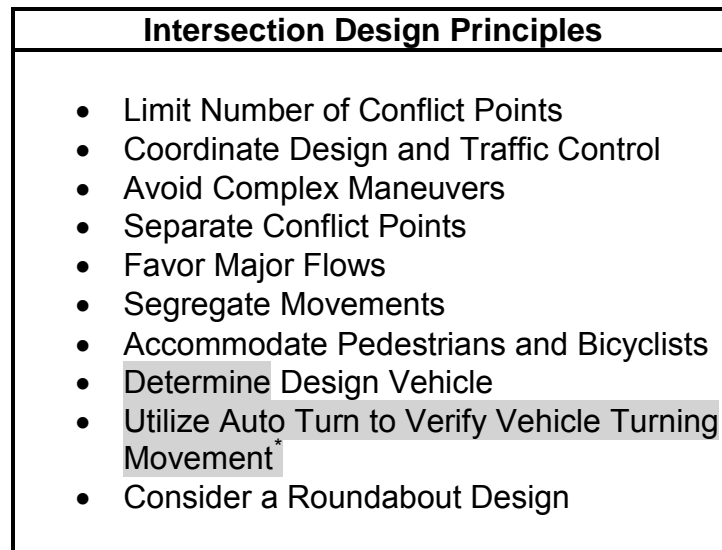 Intersection Design Principles
• Limit Number of Conflict Points
• Coordinate Design and Traffic Control
• Avoid Complex Maneuvers
• Separate Conflict Points
• Favor Major Flows
• Segregate Movements
• Accommodate Pedestrians and Bicyclists
• Determine Design Vehicle
• Utilize Auto Turn to Verify Vehicle Turning
Movement*
• Consider a Roundabout Design